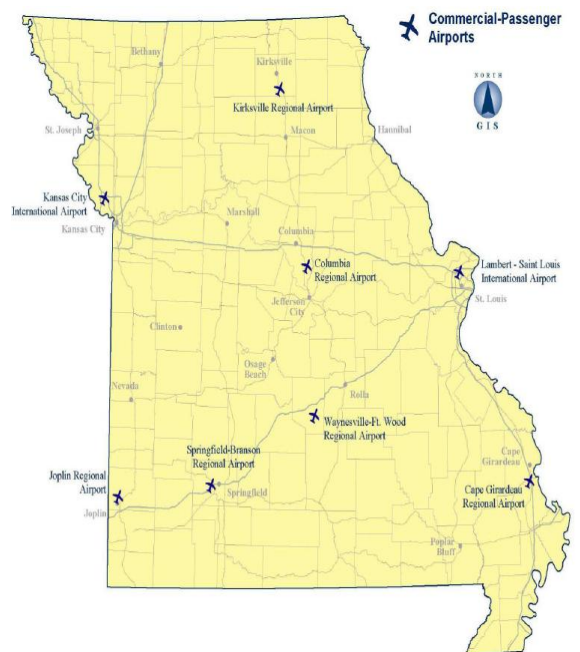 Commercial-Passenger
Airports
NORTH
GIS
Bethany
Kirksville
Kirksville Regional Airport
St. Joseph
Macon
Hannibal
Kansas City
International Airport
Kansas City
Marshall
Columbia
Columbia
Regional Airport
Lambert - Saint Louis
International Airport
St. Louis
Jefferson
City
Clinton
Osage
Beach
Nevada
Rolla
Waynesville-Ft. Wood
Regional Airport
Springfield-Branson
Regional Airport
Springfield
Joplin Regional
Airport
Joplin
Cape
Girardeau
Cape Girardeau
Regional Airport
Poplar
Bluff